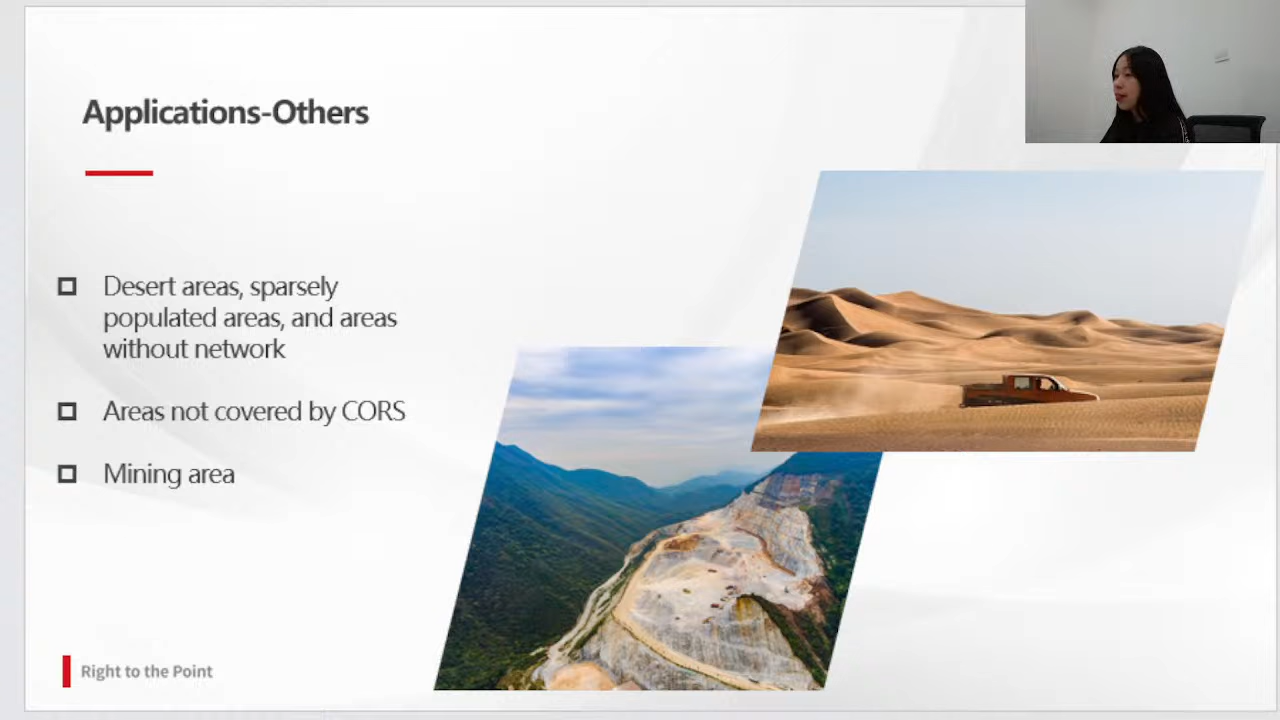 Applications-Others
Desert areas, sparsely
populated areas, and areas
without network
Areas not covered by CORS
Mining area
Right to the Point